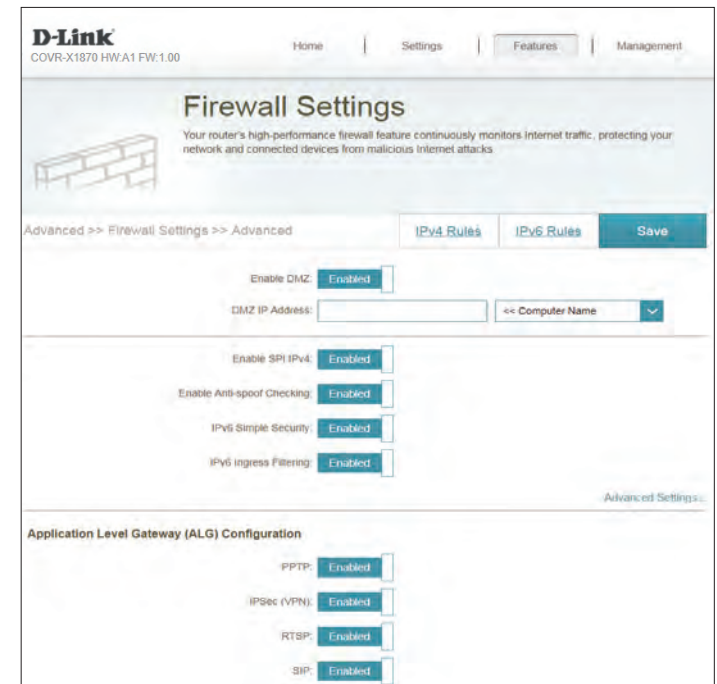 D-Link
COVR-X1870 HW:A1 FW:1.00
Home | Settings | Features | Management
Firewall Settings
Your router's high-performance firewall feature continuously monitors Internet traffic, protecting your
network and connected devices from malicious Internet attacks
Advanced >> Firewall Settings >> Advanced
IPv4 Rules
IPv6 Rules
Save
Enable DMZ: Enabled
DMZ IP Address: << Computer Name
Enable SPI IPv4: Enabled
Enable Anti-spoof Checking: Enabled
IPv6 Simple Security: Enabled
IPv6 Ingress Filtering: Enabled
Advanced Settings...
Application Level Gateway (ALG) Configuration
PPTP: Enabled
IPSec (VPN): Enabled
RTSP: Enabled
SIP: Enabled